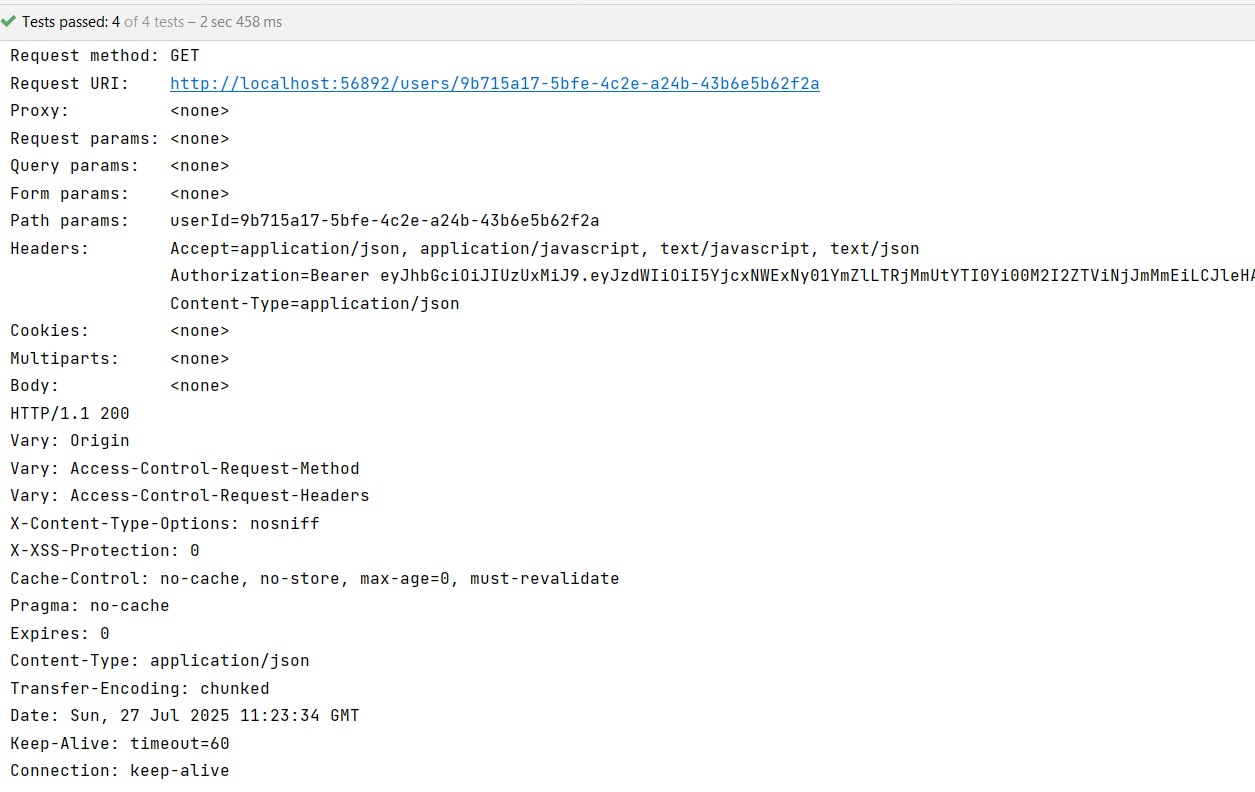 Tests passed: 4 of 4 tests – 2 sec 458 ms
Request method: GET
Request URI: http://localhost:56892/users/9b715a17-5bfe-4c2e-a24b-43b6e5b62f2a
Proxy: <none>
Request params: <none>
Query params: <none>
Form params: <none>
Path params: userId=9b715a17-5bfe-4c2e-a24b-43b6e5b62f2a
Headers: Accept=application/json, application/javascript, text/javascript, text/json
Authorization=Bearer eyJhbGciOiJIUzUxMiJ9.eyJzdWIiOiI5YjcxNWExNy01YmZlLTRjMmUtYTI0Yi00M2I2ZTViNjJmMmEiLCJleHA
Content-Type=application/json
Cookies: <none>
Multiparts: <none>
Body: <none>
HTTP/1.1 200
Vary: Origin
Vary: Access-Control-Request-Method
Vary: Access-Control-Request-Headers
X-Content-Type-Options: nosniff
X-XSS-Protection: 0
Cache-Control: no-cache, no-store, max-age=0, must-revalidate
Pragma: no-cache
Expires: 0
Content-Type: application/json
Transfer-Encoding: chunked
Date: Sun, 27 Jul 2025 11:23:34 GMT
Keep-Alive: timeout=60
Connection: keep-alive